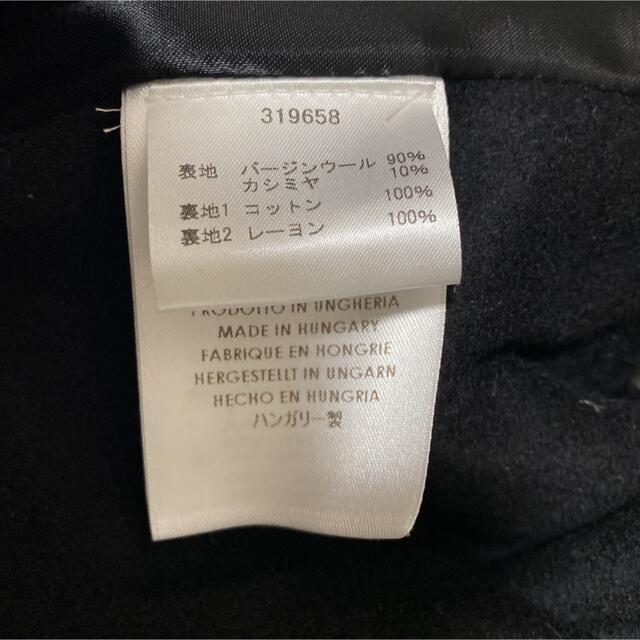 319658
表地 バージンウール 90%
カシミヤ 10%
裏地1 コットン 100%
裏地2 レーヨン 100%
PRODOTTO IN UNGHERIA
MADE IN HUNGARY
FABRIQUE EN HONGRIE
HERGESTELLT IN UNGARN
HECHO EN HUNGRIA
ハンガリー製